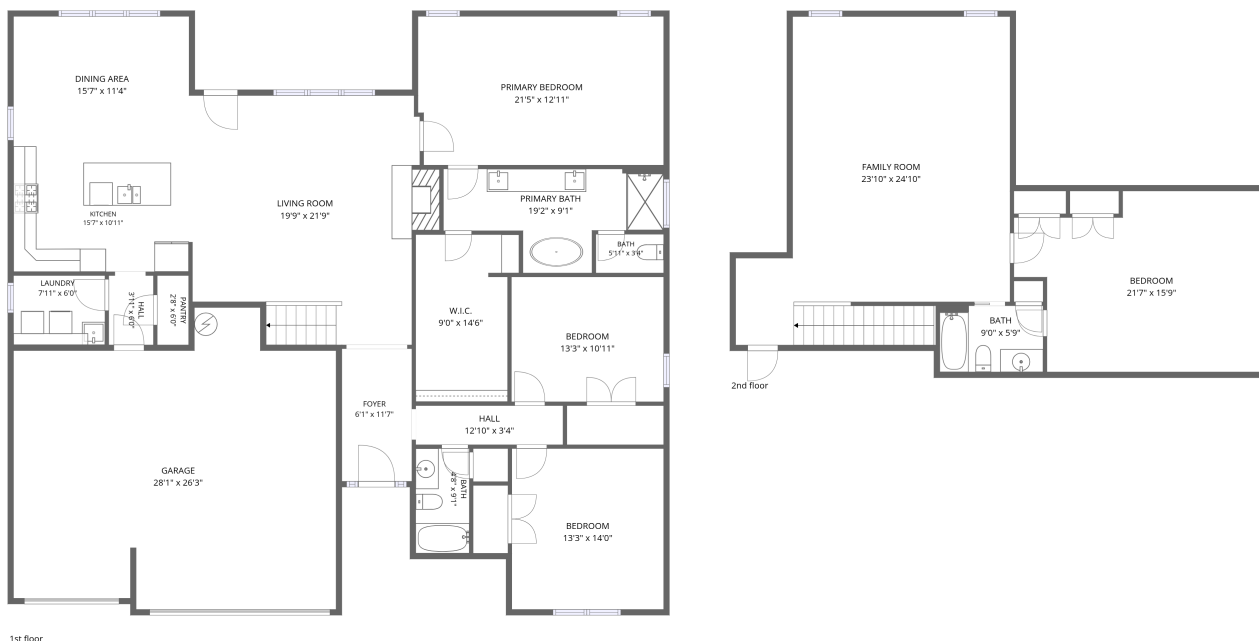 DINING AREA
15'7" x 11'4"
PRIMARY BEDROOM
21'5" x 12'11"
KITCHEN
15'7" x 10'11"
LIVING ROOM
19'9" x 21'9"
PRIMARY BATH
19'2" x 9'1"
BATH
5'11" x 3'4"
LAUNDRY
7'11" x 6'0"
HALL
3'11" x 6'0"
PANTRY
2'8" x 6'0"
W.I.C.
9'0" x 14'6"
BEDROOM
13'3" x 10'11"
FOYER
6'1" x 11'7"
HALL
12'10" x 3'4"
GARAGE
28'1" x 26'3"
BATH
4'8" x 9'1"
BEDROOM
13'3" x 14'0"
1st floor
FAMILY ROOM
23'10" x 24'10"
BEDROOM
21'7" x 15'9"
BATH
9'0" x 5'9"
2nd floor